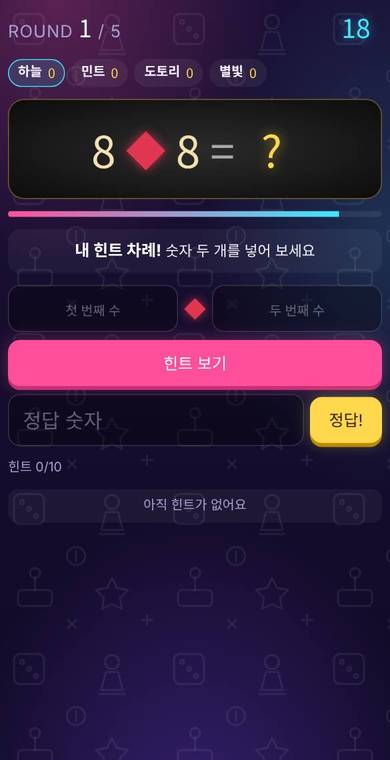 ROUND 1 / 5
18
하늘 0 민트 0 도토리 0 별빛 0
8 ♦ 8 = ?
내 힌트 차례! 숫자 두 개를 넣어 보세요
첫 번째 수 ♦ 두 번째 수
힌트 보기
정답 숫자 정답!
힌트 0/10
아직 힌트가 없어요